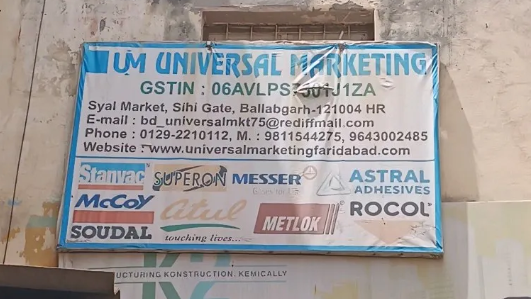 UM UNIVERSAL MARKETING
GSTIN :
Syal Market, Sihi Gate, Ballabgarh-121004 HR
E-mail : bd_universalmkt75@rediffmail.com
Phone : 0129-2210112, M. : 9811544275, 9643002485
Website : www.universalmarketingfaridabad.com
Stanvac SUPERON MESSER ASTRAL
ADHESIVES
McCoy atul METLOK ROCOL
SOUDAL touching lives...
UCTURING KONSTRUCTION. KEMICALLY